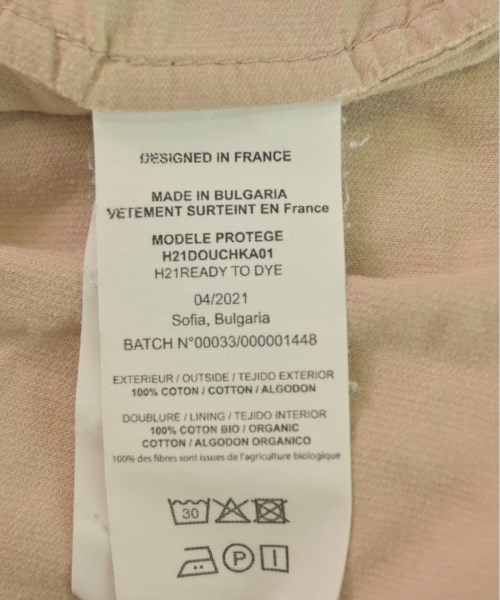 DESIGNED IN FRANCE
MADE IN BULGARIA
VETEMENT SURTEINT EN France
MODELE PROTEGE
H21DOUCHKA01
H21READY TO DYE
04/2021
Sofia, Bulgaria
BATCH N°00033/000001448
EXTERIEUR / OUTSIDE / TEJIDO EXTERIOR
100% COTON / COTTON / ALGODON
DOUBLURE / LINING / TEJIDO INTERIOR
100% COTON BIO / ORGANIC
COTTON / ALGODON ORGANICO
100% des fibres sont issues de l'agriculture biologique
30
P